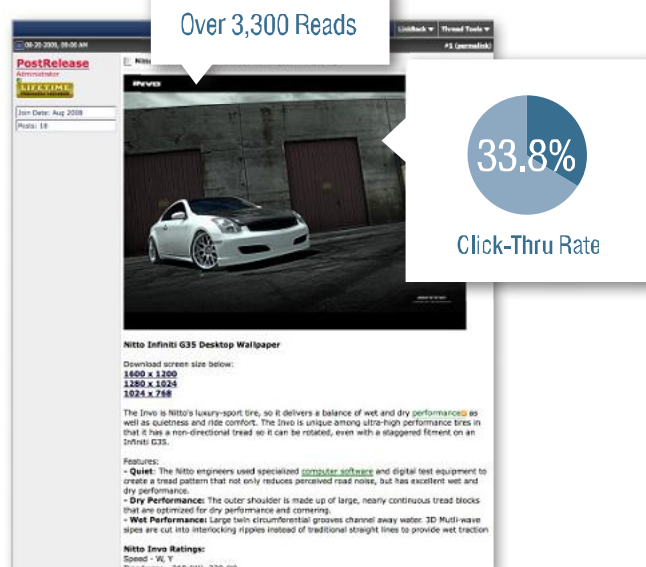 Over 3,300 Reads
LinkBack Thread Tools
08-20-2009, 09:00 AM
#1 (permalink)
PostRelease
Administrator
LIFETIME
Join Date: Aug 2008
Posts: 18
Nitto
INVO
33.8%
Click-Thru Rate
Nitto Infiniti G35 Desktop Wallpaper
Download screen size below:
1600 x 1200
1280 x 1024
1024 x 768
The Invo is Nitto's luxury-sport tire, so it delivers a balance of wet and dry performance as
well as quietness and ride comfort. The Invo is unique among ultra-high performance tires in
that it has a non-directional tread so it can be rotated, even with a staggered fitment on an
Infiniti G35.
Features:
- Quiet: The Nitto engineers used specialized computer software and digital test equipment to
create a tread pattern that not only reduces perceived road noise, but has excellent wet and
dry performance.
- Dry Performance: The outer shoulder is made up of large, nearly continuous tread blocks
that are optimized for dry performance and cornering.
- Wet Performance: Large twin circumferential grooves channel away water. 3D Mutli-wave
sipes are cut into interlocking ripples instead of traditional straight lines to provide wet traction
Nitto Invo Ratings:
Speed - W, Y